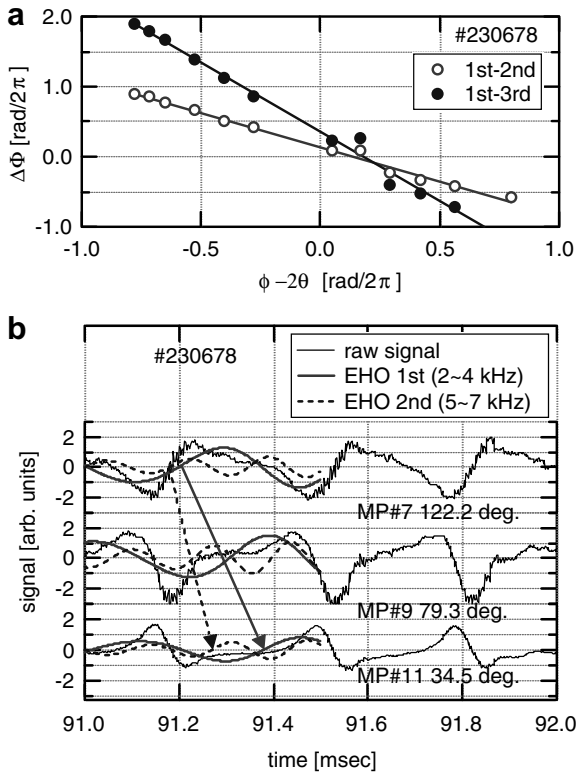 a
#230678
1st-2nd
1st-3rd
2.0
1.0
0.0
-1.0
ΔΦ [rad/2π]
-1.0 -0.5 0.0 0.5 1.0
ϕ −2θ [rad/2π]
b
#230678
raw signal
EHO 1st (2~4 kHz)
EHO 2nd (5~7 kHz)
signal [arb. units]
2
0
-2
MP#7 122.2 deg.
2
0
-2
MP#9 79.3 deg.
2
0
-2
MP#11 34.5 deg.
91.0 91.2 91.4 91.6 91.8 92.0
time [msec]